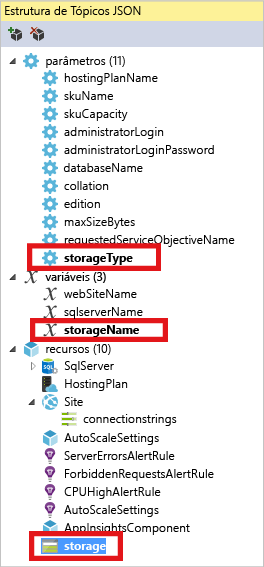 Estrutura de Tópicos JSON
parâmetros (11)
hostingPlanName
skuName
skuCapacity
administratorLogin
administratorLoginPassword
databaseName
collation
edition
maxSizeBytes
requestedServiceObjectiveName
storageType
variáveis (3)
webSiteName
sqlserverName
storageName
recursos (10)
SqlServer
HostingPlan
Site
connectionstrings
AutoScaleSettings
ServerErrorsAlertRule
ForbiddenRequestsAlertRule
CPUHighAlertRule
AutoScaleSettings
AppInsightsComponent
storage